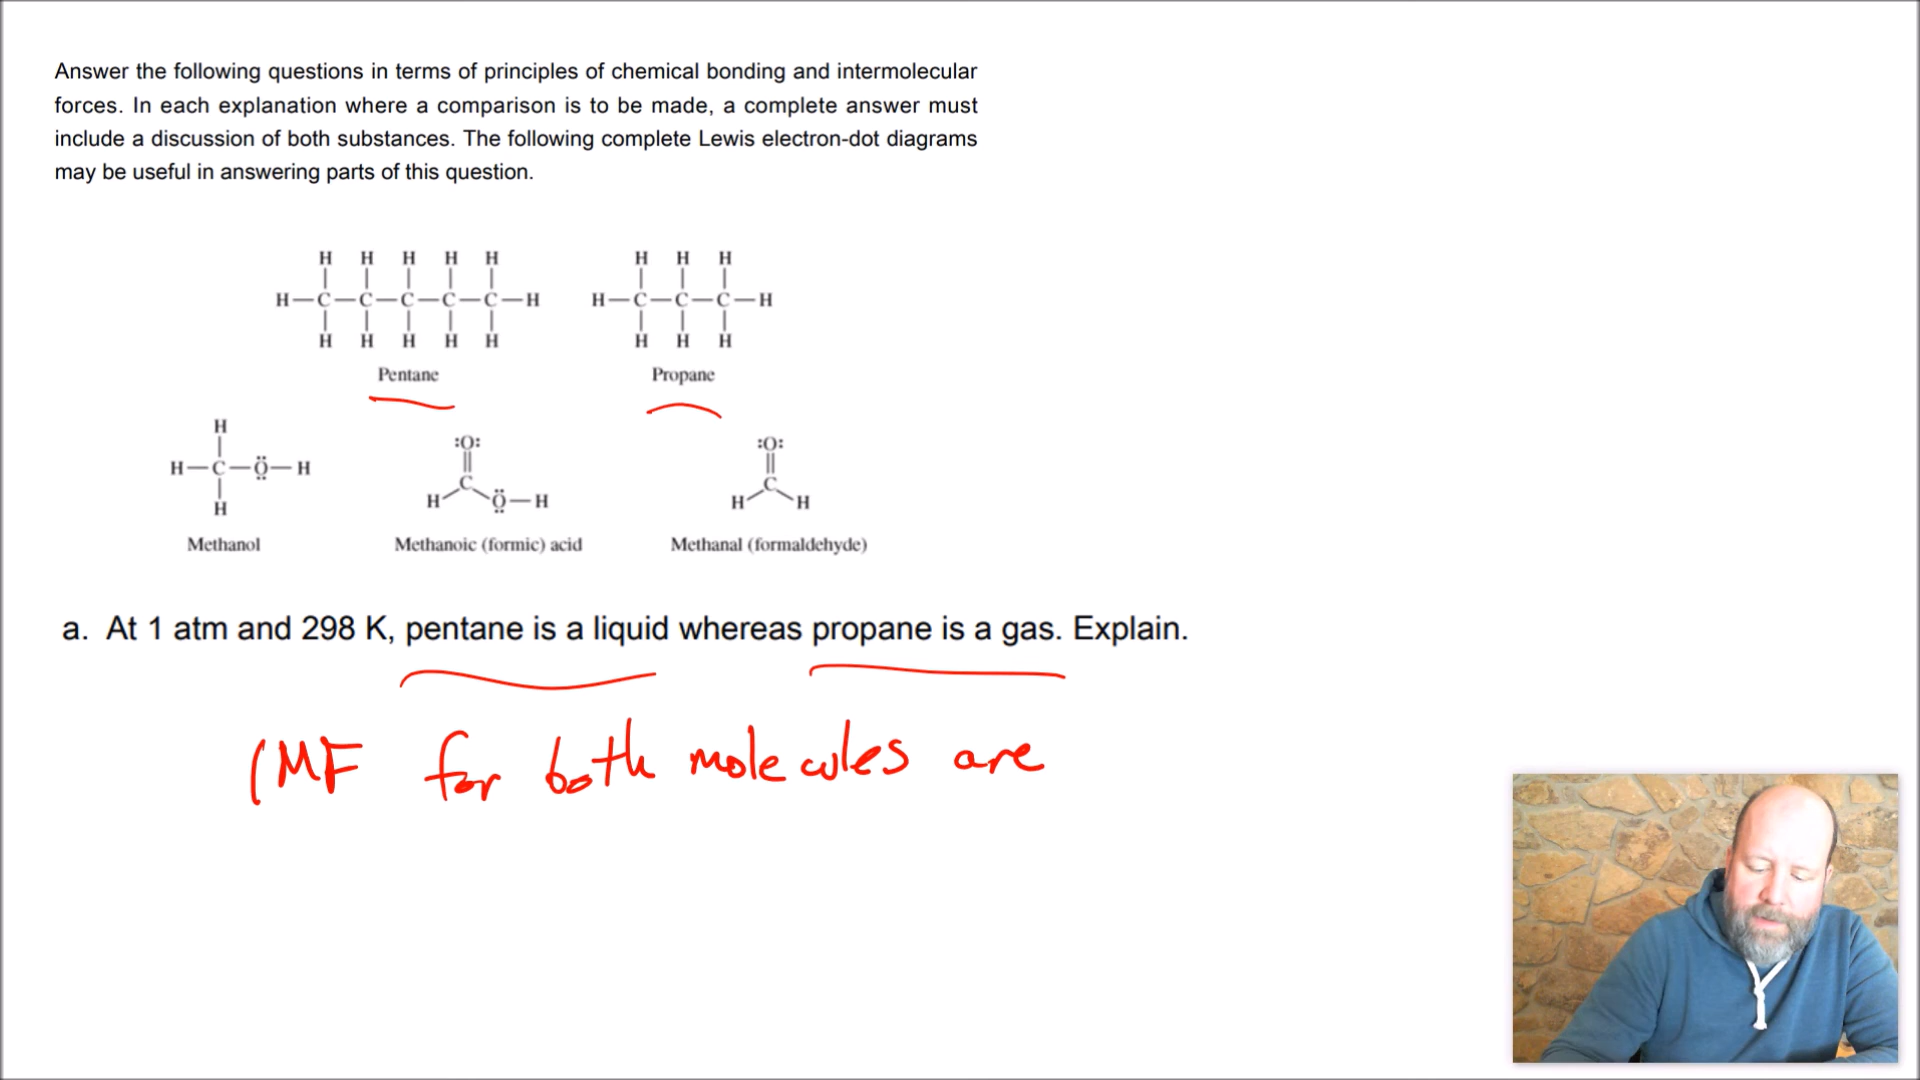 Answer the following questions in terms of principles of chemical bonding and intermolecular
forces. In each explanation where a comparison is to be made, a complete answer must
include a discussion of both substances. The following complete Lewis electron-dot diagrams
may be useful in answering parts of this question.
H H H H H
H—C—C—C—C—C—H
H H H H H
Pentane
H H H
H—C—C—C—H
H H H
Propane
H
H—C—Ö—H
H
Methanol
:O:
C
H Ö—H
Methanoic (formic) acid
:O:
C
H H
Methanal (formaldehyde)
a. At 1 atm and 298 K, pentane is a liquid whereas propane is a gas. Explain.
IMF for both molecules are